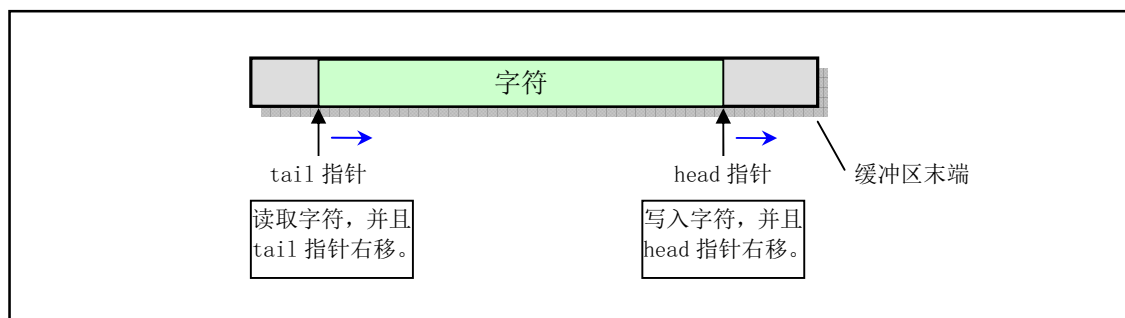 字符
tail 指针
head 指针
缓冲区末端
读取字符，并且
tail 指针右移。
写入字符，并且
head 指针右移。